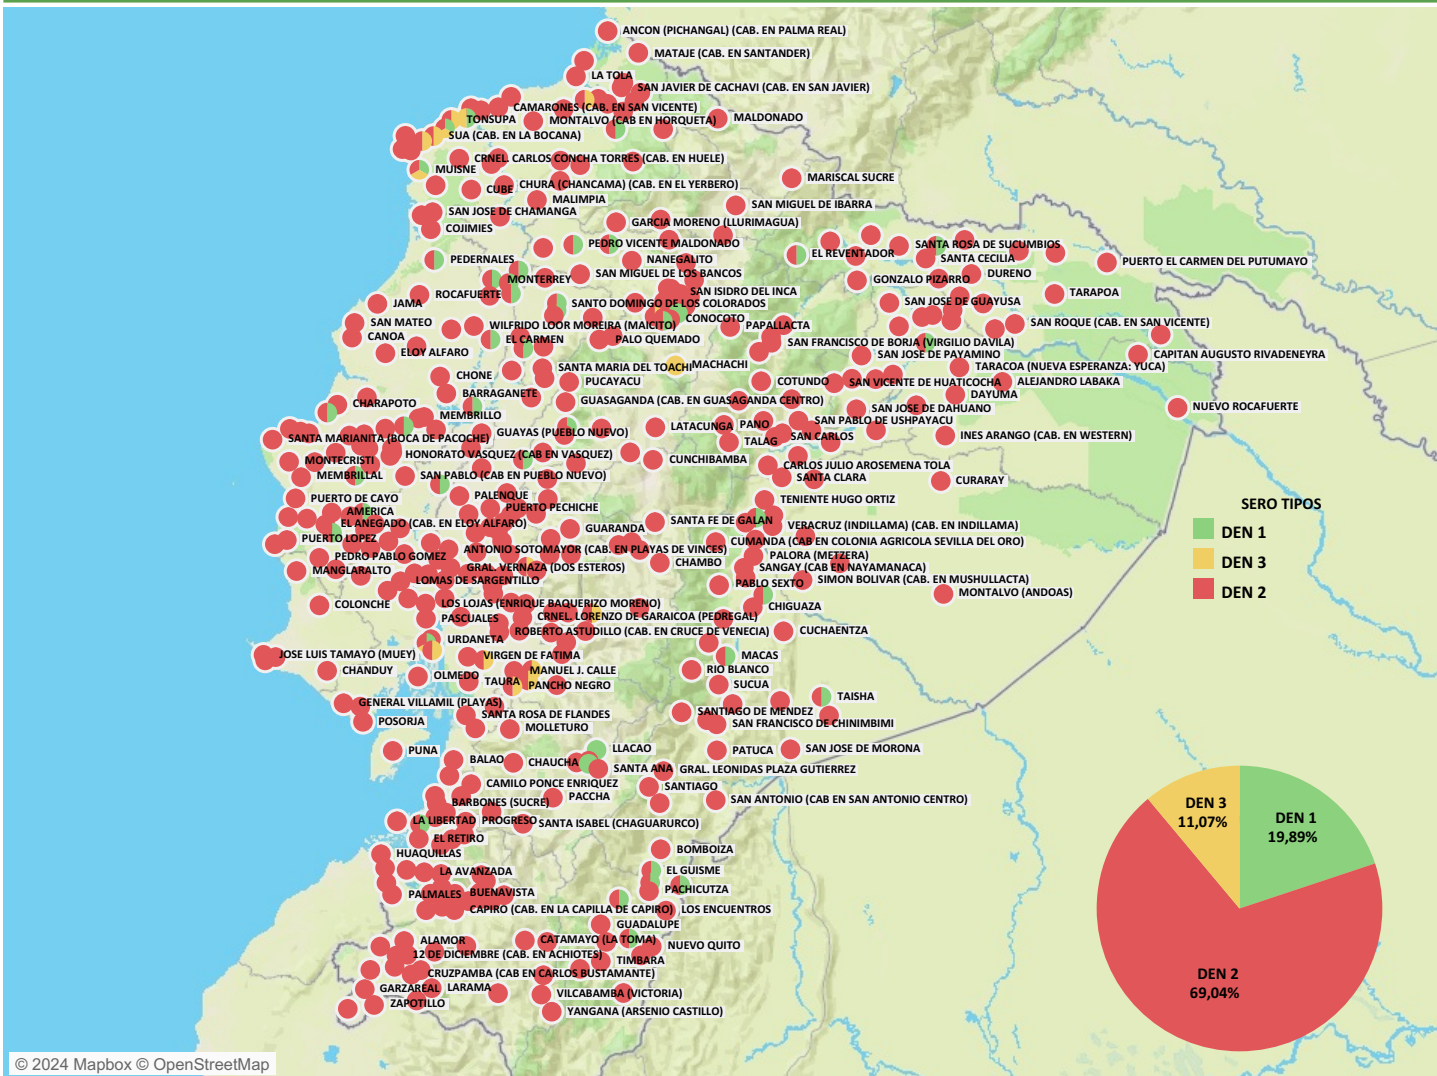 ANCON (PICHANGAL) (CAB. EN PALMA REAL)
MATAJE (CAB. EN SANTANDER)
LA TOLA
SAN JAVIER DE CACHAVI (CAB. EN SAN JAVIER)
CAMARONES (CAB. EN SAN VICENTE)
TONSUPA
MONTALVO (CAB EN HORQUETA)
MALDONADO
SUA (CAB. EN LA BOCANA)
CRNEL. CARLOS CONCHA TORRES (CAB. EN HUELE)
MUISNE
MARISCAL SUCRE
CUBE
CHURA (CHANCAMA) (CAB. EN EL YERBERO)
MALIMPIA
SAN MIGUEL DE IBARRA
SAN JOSE DE CHAMANGA
GARCIA MORENO (LLURIMAGUA)
COJIMIES
PEDRO VICENTE MALDONADO
SANTA ROSA DE SUCUMBIOS
EL REVENTADOR
PEDERNALES
NANEGALITO
SANTA CECILIA
PUERTO EL CARMEN DEL PUTUMAYO
SAN MIGUEL DE LOS BANCOS
DURENO
MONTERREY
GONZALO PIZARRO
SAN ISIDRO DEL INCA
TARAPOA
ROCAFUERTE
JAMA
SANTO DOMINGO DE LOS COLORADOS
SAN JOSE DE GUAYUSA
CONOCOTO
SAN MATEO
WILFRIDO LOOR MOREIRA (MAICITO)
PAPALLACTA
SAN ROQUE (CAB. EN SAN VICENTE)
CANOA
EL CARMEN
PALO QUEMADO
SAN FRANCISCO DE BORJA (VIRGILIO DAVILA)
ELOY ALFARO
SAN JOSE DE PAYAMINO
CAPITAN AUGUSTO RIVADENEYRA
SANTA MARIA DEL TOACHI
MACHACHI
TARACOA (NUEVA ESPERANZA: YUCA)
CHONE
PUCAYACU
COTUNDO
SAN VICENTE DE HUATICOCHA
ALEJANDRO LABAKA
BARRAGANETE
DAYUMA
CHARAPOTO
GUASAGANDA (CAB. EN GUASAGANDA CENTRO)
SAN JOSE DE DAHUANO
NUEVO ROCAFUERTE
MEMBRILLO
SAN PABLO DE USHPAYACU
LATACUNGA
PANO
GUAYAS (PUEBLO NUEVO)
SANTA MARIANITA (BOCA DE PACOCHE)
TALAG
SAN CARLOS
INES ARANGO (CAB. EN WESTERN)
HONORATO VASQUEZ (CAB EN VASQUEZ)
MONTECRISTI
CUNCHIBAMBA
CARLOS JULIO AROSEMENA TOLA
MEMBRILLAL
SAN PABLO (CAB EN PUEBLO NUEVO)
SANTA CLARA
CURARAY
PUERTO DE CAYO
PALENQUE
TENIENTE HUGO ORTIZ
AMERICA
PUERTO PECHICHE
EL ANEGADO (CAB. EN ELOY ALFARO)
GUARANDA
SANTA FE DE GALAN
VERACRUZ (INDILLAMA) (CAB. EN INDILLAMA)
PUERTO LOPEZ
CUMANDA (CAB EN COLONIA AGRICOLA SEVILLA DEL ORO)
ANTONIO SOTOMAYOR (CAB. EN PLAYAS DE VINCES)
PEDRO PABLO GOMEZ
PALORA (METZERA)
CHAMBO
MANGLARALTO
GRAL. VERNAZA (DOS ESTEROS)
SANGAY (CAB EN NAYAMANACA)
LOMAS DE SARGENTILLO
PABLO SEXTO
SIMON BOLIVAR (CAB. EN MUSHULLACTA)
MONTALVO (ANDOAS)
COLONCHE
LOS LOJAS (ENRIQUE BAQUERIZO MORENO)
CHIGUAZA
PASCUALES
CRNEL. LORENZO DE GARAICOA (PEDREGAL)
ROBERTO ASTUDILLO (CAB. EN CRUCE DE VENECIA)
CUCHAENTZA
URDANETA
JOSE LUIS TAMAYO (MUEY)
VIRGEN DE FATIMA
MACAS
CHANDUY
OLMEDO
MANUEL J. CALLE
RIO BLANCO
TAURA
PANCHO NEGRO
SUCUA
TAISHA
GENERAL VILLAMIL (PLAYAS)
SANTIAGO DE MENDEZ
POSORJA
SANTA ROSA DE FLANDES
SAN FRANCISCO DE CHINIMBIMI
MOLLETURO
PUNA
LLACAO
PATUCA
SAN JOSE DE MORONA
BALAO
CHAUCHA
SANTA ANA
GRAL. LEONIDAS PLAZA GUTIERREZ
CAMILO PONCE ENRIQUEZ
SANTIAGO
BARBONES (SUCRE)
PACCHA
SAN ANTONIO (CAB EN SAN ANTONIO CENTRO)
LA LIBERTAD
PROGRESO
SANTA ISABEL (CHAGUARURCO)
EL RETIRO
HUAQUILLAS
BOMBOIZA
LA AVANZADA
EL GUISME
PALMALES
BUENAVISTA
PACHICUTZA
CAPIRO (CAB. EN LA CAPILLA DE CAPIRO)
LOS ENCUENTROS
GUADALUPE
ALAMOR
CATAMAYO (LA TOMA)
NUEVO QUITO
12 DE DICIEMBRE (CAB. EN ACHIOTES)
TIMBARA
CRUZPAMBA (CAB EN CARLOS BUSTAMANTE)
GARZAREAL
LARAMA
VILCABAMBA (VICTORIA)
ZAPOTILLO
YANGANA (ARSENIO CASTILLO)
SERO TIPOS
DEN 1
DEN 3
DEN 2
DEN 3
11,07%
DEN 1
19,89%
DEN 2
69,04%
© 2024 Mapbox © OpenStreetMap